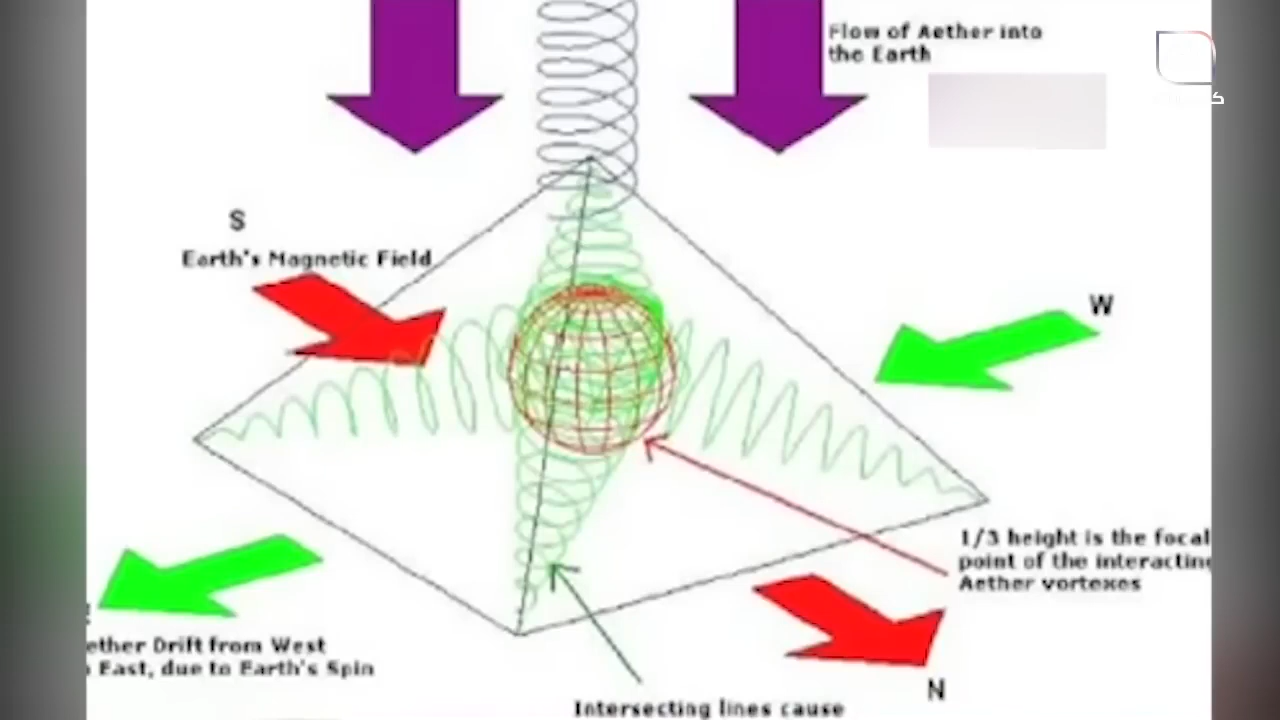 Flow of Aether into
the Earth
S
Earth's Magnetic Field
W
1/3 height is the focal
point of the interacting
Aether vortexes
ether Drift from West
East, due to Earth's Spin
N
Intersecting lines cause